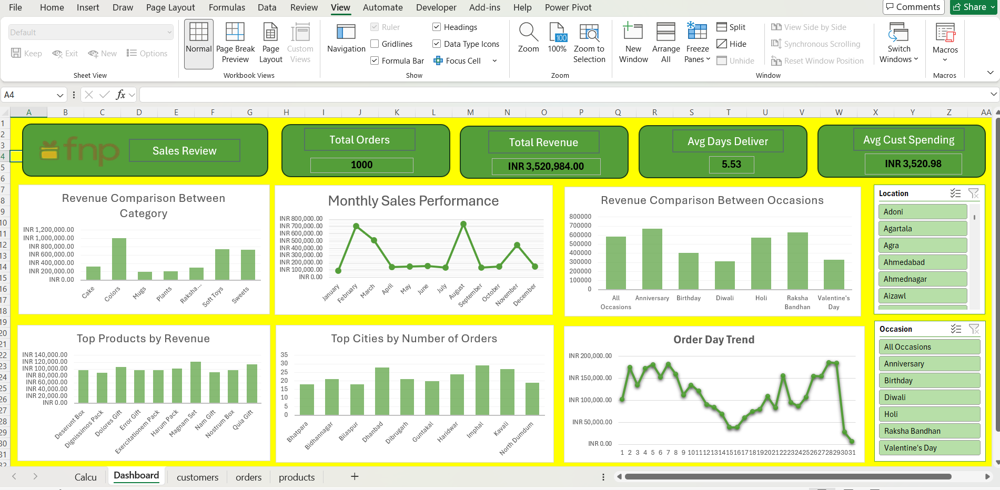 File Home Insert Draw Page Layout Formulas Data Review View Automate Developer Add-ins Help Power Pivot Comments Share
Default
Keep Exit New Options
Sheet View
Normal
Page Break Preview
Page Layout
Custom Views
Workbook Views
Navigation
Ruler
Gridlines
Formula Bar
Headings
Data Type Icons
Focus Cell
Show
Zoom
100
100%
Zoom to Selection
Zoom
New Window
Arrange All
Freeze Panes
Split
Hide
Unhide
View Side by Side
Synchronous Scrolling
Reset Window Position
Switch Windows
Window
Macros
Macros
A4
fx
A B C D E F G H I J K L M N O P Q R S T U V W X Y Z AA
1
2
3
4
5
6
7
8
9
10
11
12
13
14
15
16
17
18
19
20
21
22
23
24
25
26
27
28
29
30
31
32
fnp
Sales Review
Total Orders
1000
Total Revenue
INR 3,520,984.00
Avg Days Deliver
5.53
Avg Cust Spending
INR 3,520.98
Revenue Comparison Between
Category
INR 1,200,000.00
INR 1,000,000.00
INR 800,000.00
INR 600,000.00
INR 400,000.00
INR 200,000.00
INR 0.00
Cake Colors Mugs Plants Raksha... Soft Toys Sweets
Monthly Sales Performance
INR 800,000.00
INR 700,000.00
INR 600,000.00
INR 500,000.00
INR 400,000.00
INR 300,000.00
INR 200,000.00
INR 100,000.00
INR 0.00
January February March April May June July August September October November December
Revenue Comparison Between Occasions
800000
700000
600000
500000
400000
300000
200000
100000
0
All Occasions
Anniversary
Birthday
Diwali
Holi
Raksha Bandhan
Valentine's Day
Location
Adoni
Agartala
Agra
Ahmedabad
Ahmednagar
Aizawl
Top Products by Revenue
INR 140,000.00
INR 120,000.00
INR 100,000.00
INR 80,000.00
INR 60,000.00
INR 40,000.00
INR 20,000.00
INR 0.00
Deserunt Box
Dignissimos Pack
Dolores Gift
Error Gift
Exercitationem Pack
Harum Pack
Magnam Set
Nam Gift
Nostrum Box
Quia Gift
Top Cities by Number of Orders
35
30
25
20
15
10
5
0
Bhatpara
Bidhannagar
Bilaspur
Dhanbad
Dibrugarh
Guntakal
Haridwar
Imphal
Kavali
North Dumdum
Order Day Trend
INR 200,000.00
INR 150,000.00
INR 100,000.00
INR 50,000.00
INR 0.00
1 2 3 4 5 6 7 8 9 10 11 12 13 14 15 16 17 18 19 20 21 22 23 24 25 26 27 28 29 30 31
Occasion
All Occasions
Anniversary
Birthday
Diwali
Holi
Raksha Bandhan
Valentine's Day
Calcu Dashboard customers orders products